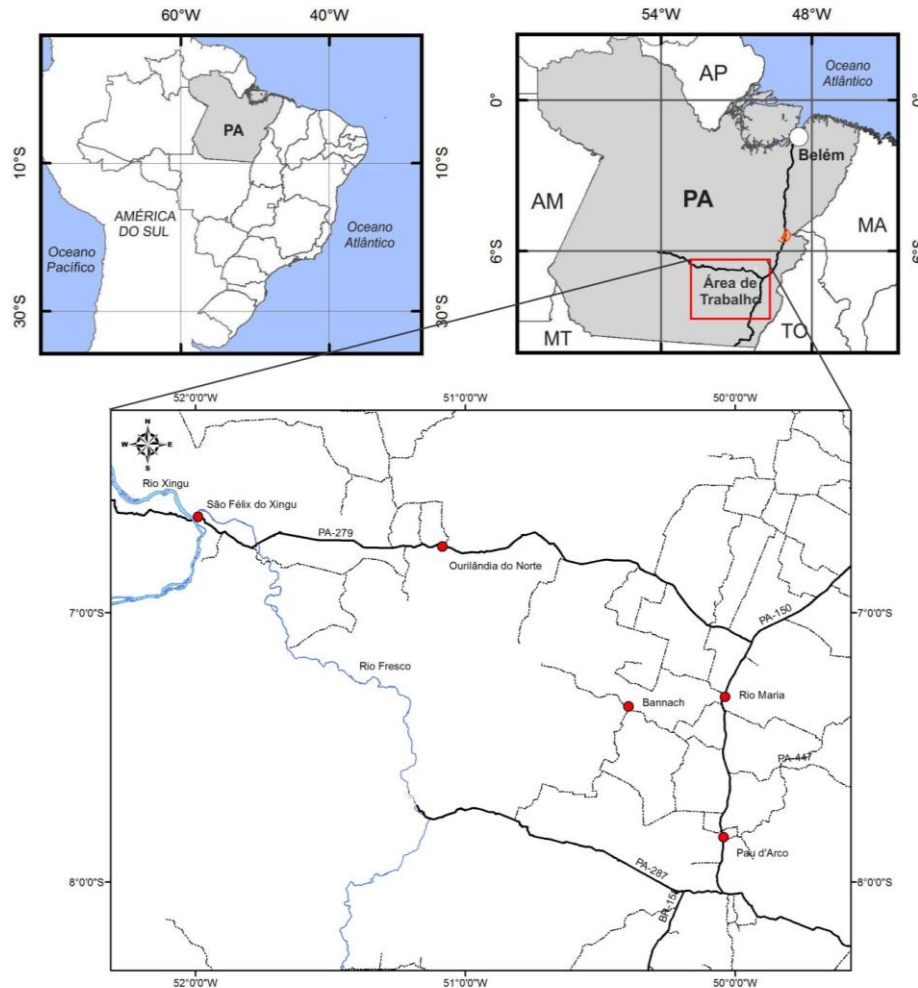 60°W
40°W
54°W
48°W
PA
10°S
30°S
AMÉRICA
DO SUL
Oceano
Pacífico
Oceano
Atlântico
Oceano
Atlântico
AP
0°
0°
Belém
AM
PA
MA
6°S
6°S
Área de
Trabalho
MT
TO
52°0'0"W
51°0'0"W
50°0'0"W
N
W
E
S
Rio Xingu
São Félix do Xingu
PA-279
Ourilândia do Norte
7°0'0"S
7°0'0"S
PA-150
Rio Fresco
Bannach
Rio Maria
PA-447
Pau d'Arco
PA-287
8°0'0"S
8°0'0"S
52°0'0"W
51°0'0"W
50°0'0"W